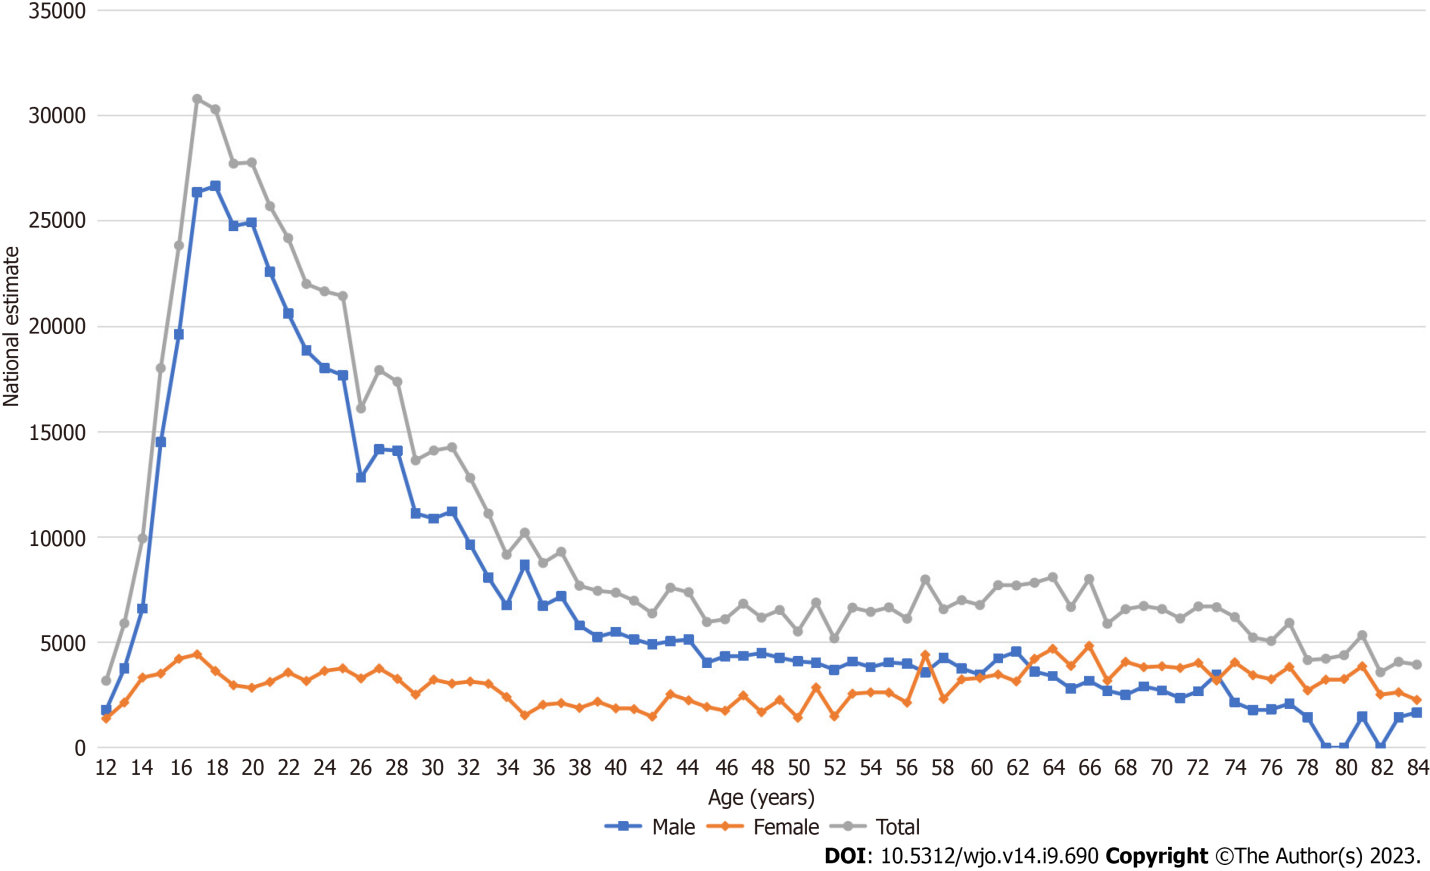 35000
30000
25000
20000
15000
10000
5000
0
National estimate
12 14 16 18 20 22 24 26 28 30 32 34 36 38 40 42 44 46 48 50 52 54 56 58 60 62 64 66 68 70 72 74 76 78 80 82 84
Age (years)
Male Female Total
DOI: 10.5312/wjo.v14.i9.690 Copyright ©The Author(s) 2023.